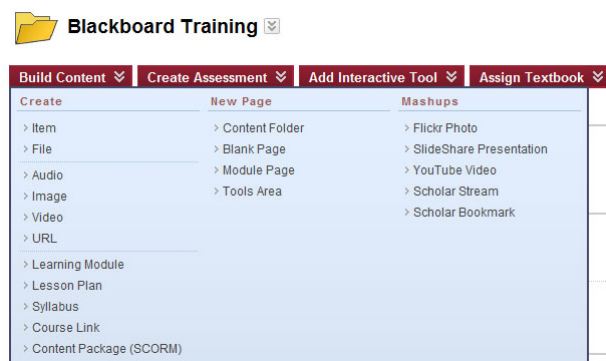 Blackboard Training
Build Content Create Assessment Add Interactive Tool Assign Textbook
Create
Item
File
Audio
Image
Video
URL
Learning Module
Lesson Plan
Syllabus
Course Link
Content Package (SCORM)
New Page
Content Folder
Blank Page
Module Page
Tools Area
Mashups
Flickr Photo
SlideShare Presentation
YouTube Video
Scholar Stream
Scholar Bookmark